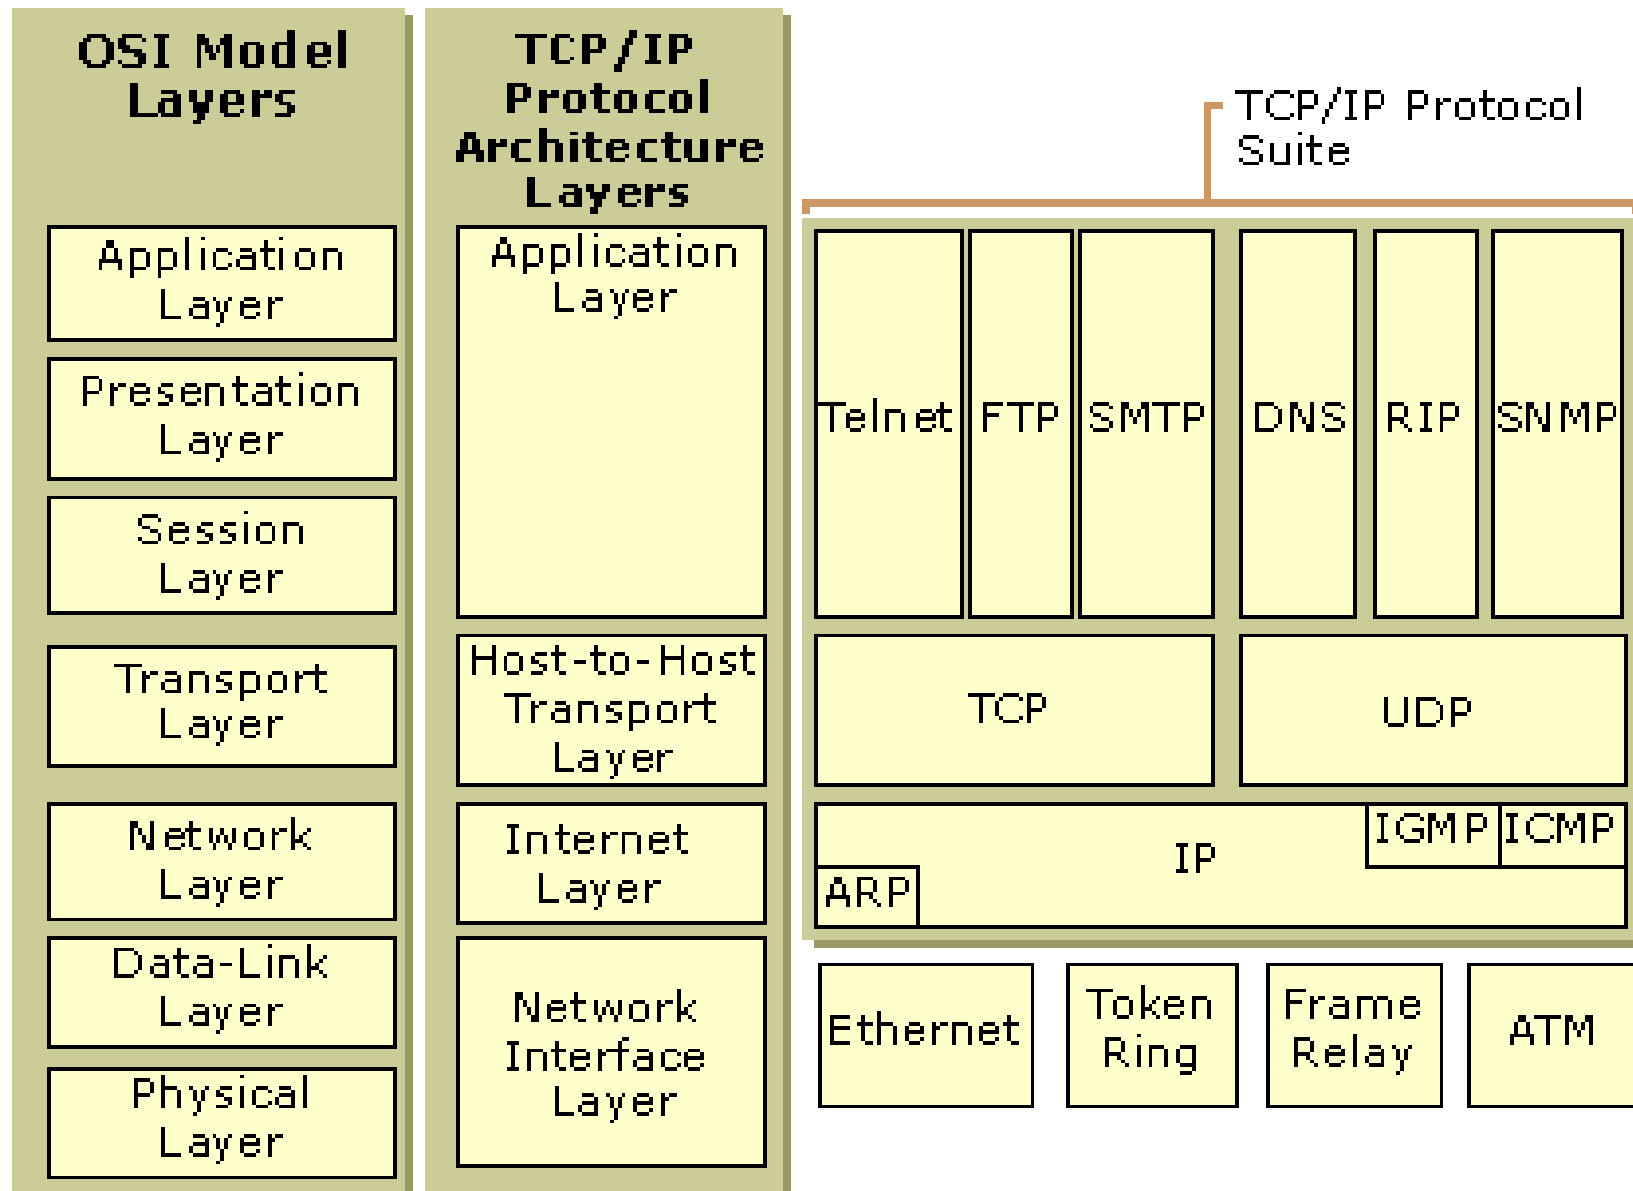 OSI Model
Layers
Application
Layer
Presentation
Layer
Session
Layer
Transport
Layer
Network
Layer
Data-Link
Layer
Physical
Layer
TCP/IP
Protocol
Architecture
Layers
Application
Layer
Host-to-Host
Transport
Layer
Internet
Layer
Network
Interface
Layer
TCP/IP Protocol
Suite
Telnet
FTP
SMTP
DNS
RIP
SNMP
TCP
UDP
IP
IGMP
ICMP
ARP
Ethernet
Token
Ring
Frame
Relay
ATM